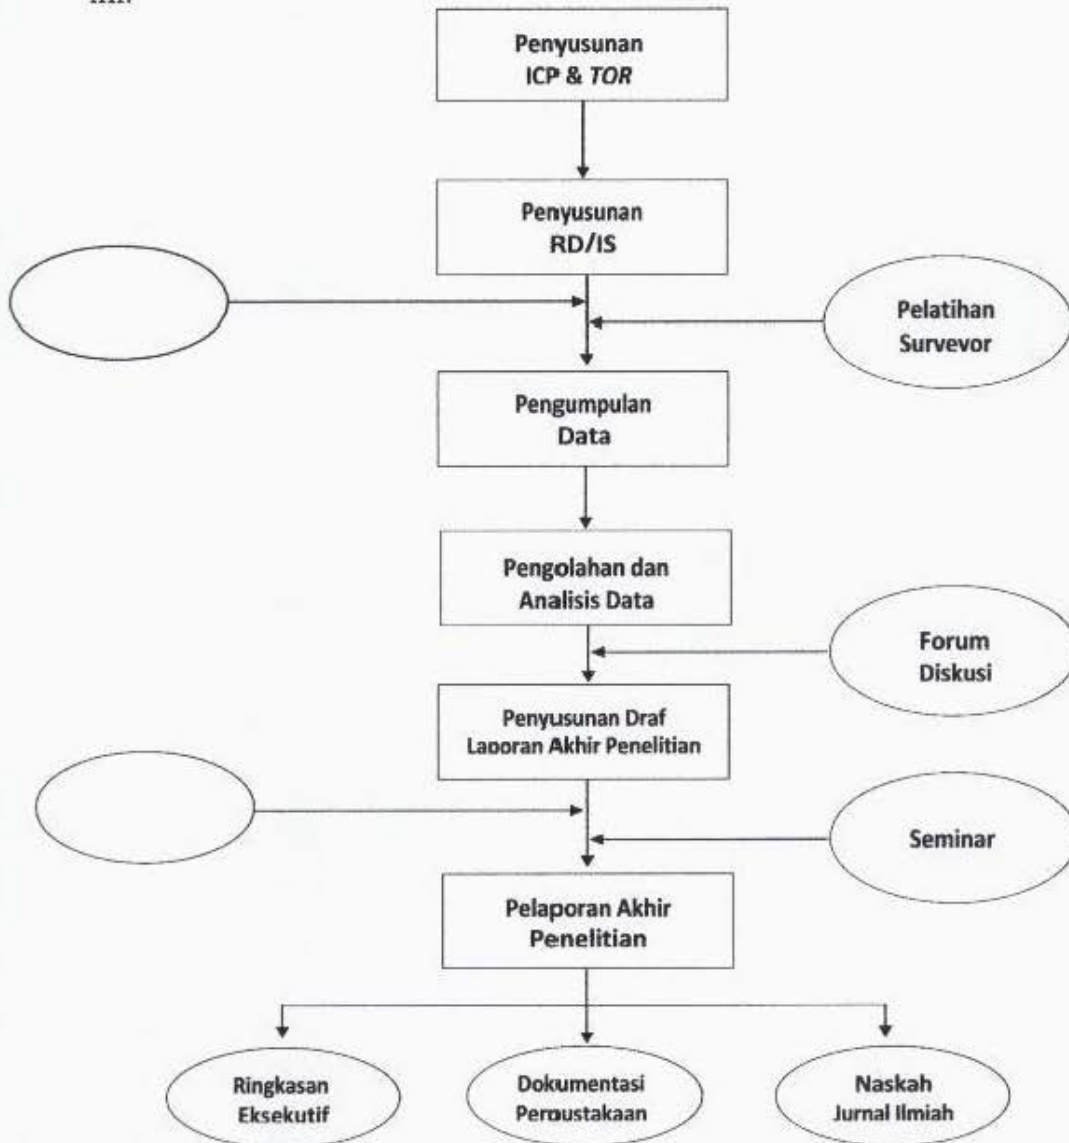 Penyusunan
ICP & TOR
Penyusunan
RD/IS
Pelatihan
Survevor
Pengumpulan
Data
Pengolahan dan
Analisis Data
Forum
Diskusi
Penyusunan Draf
Laporan Akhir Penelitian
Seminar
Pelaporan Akhir
Penelitian
Ringkasan
Eksekutif
Dokumentasi
Perpustakaan
Naskah
Jurnal Ilmiah